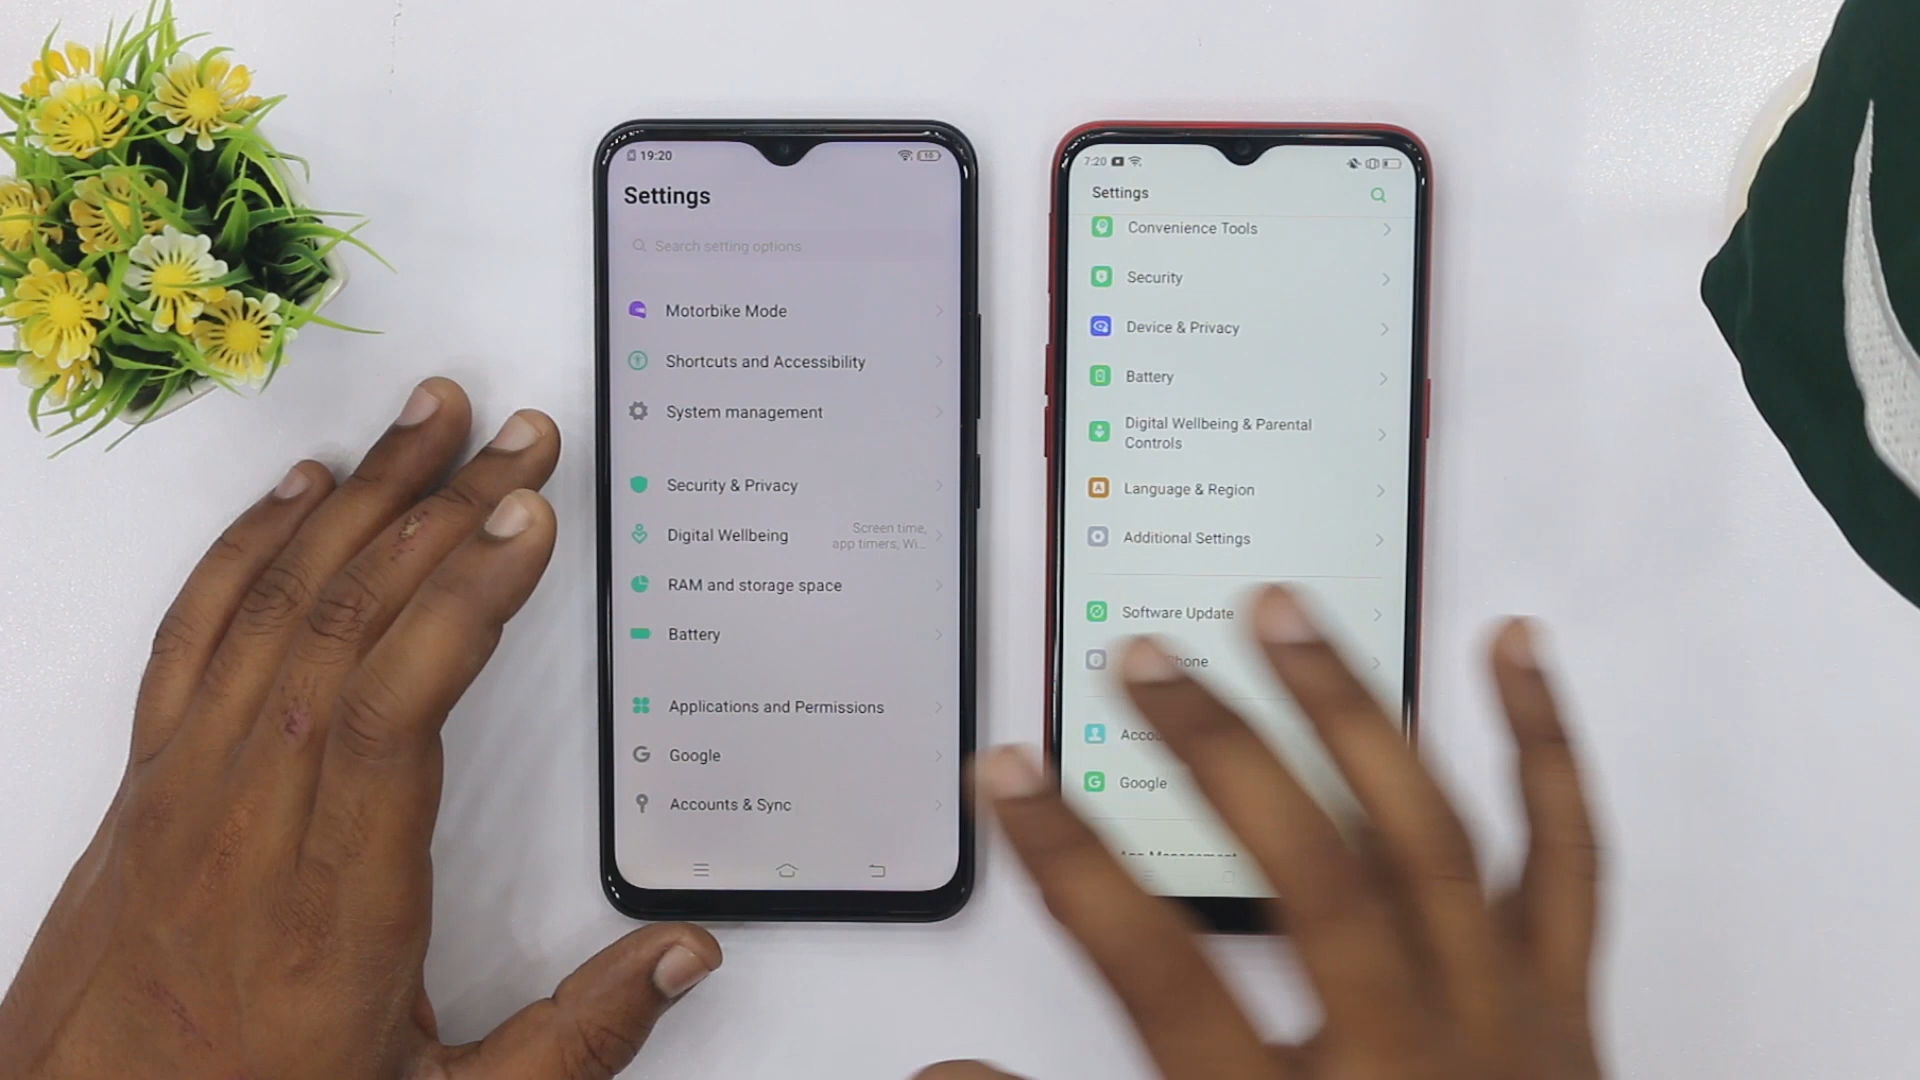 19:20
10
Settings
Search setting options
Motorbike Mode
Shortcuts and Accessibility
System management
Security & Privacy
Digital Wellbeing
Screen time,
app timers, Wi...
RAM and storage space
Battery
Applications and Permissions
Google
Accounts & Sync
7:20
Settings
Convenience Tools
Security
Device & Privacy
Battery
Digital Wellbeing & Parental
Controls
Language & Region
Additional Settings
Software Update
Phone
Google